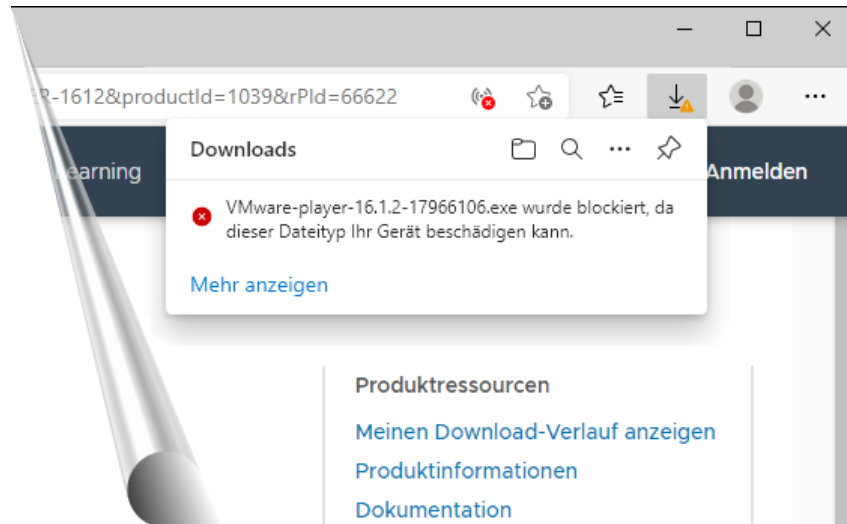 R-1612&productId=1039&rPId=66622
Downloads
earning
Anmelden
VMware-player-16.1.2-17966106.exe wurde blockiert, da
dieser Dateityp Ihr Gerät beschädigen kann.
Mehr anzeigen
Produktressourcen
Meinen Download-Verlauf anzeigen
Produktinformationen
Dokumentation